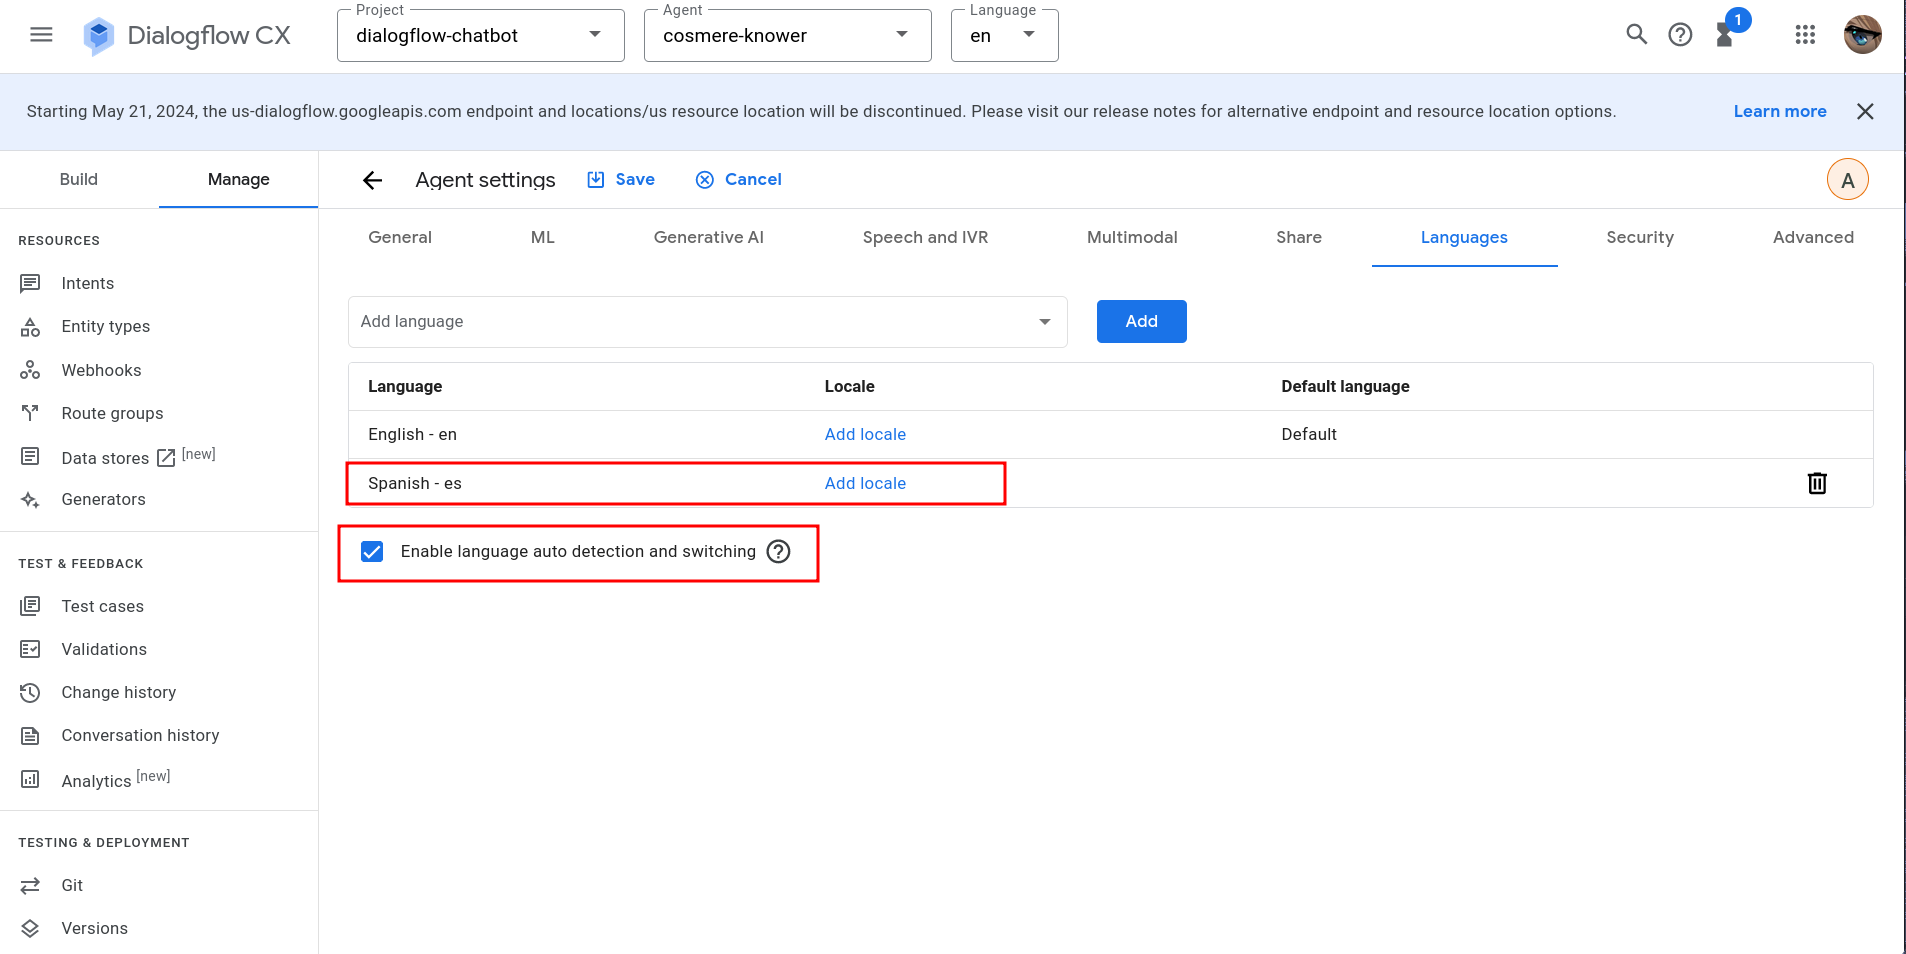 Dialogflow CX
Project
dialogflow-chatbot
Agent
cosmere-knower
Language
en
1
Starting May 21, 2024, the us-dialogflow.googleapis.com endpoint and locations/us resource location will be discontinued. Please visit our release notes for alternative endpoint and resource location options.
Learn more
Build
Manage
Agent settings
Save
Cancel
A
RESOURCES
Intents
Entity types
Webhooks
Route groups
Data stores [new]
Generators
TEST & FEEDBACK
Test cases
Validations
Change history
Conversation history
Analytics [new]
TESTING & DEPLOYMENT
Git
Versions
General
ML
Generative AI
Speech and IVR
Multimodal
Share
Languages
Security
Advanced
Add language
Add
Language
Locale
Default language
English - en
Add locale
Default
Spanish - es
Add locale
Enable language auto detection and switching